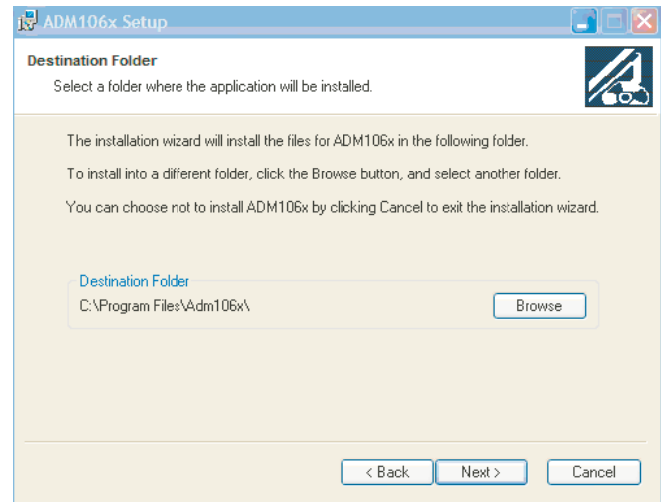 ADM106x Setup
Destination Folder
Select a folder where the application will be installed.
The installation wizard will install the files for ADM106x in the following folder.
To install into a different folder, click the Browse button, and select another folder.
You can choose not to install ADM106x by clicking Cancel to exit the installation wizard.
Destination Folder
C:\Program Files\Adm106x\
Browse
< Back
Next >
Cancel